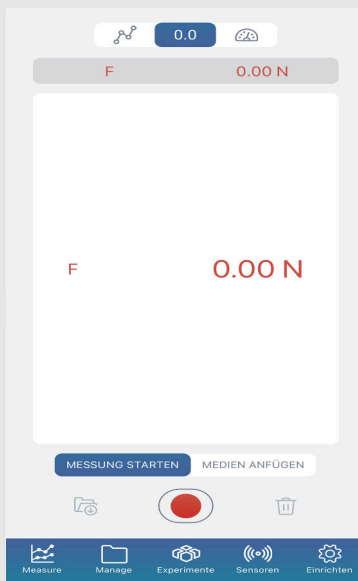 0.0
F 0.00 N
F 0.00 N
MESSUNG STARTEN MEDIEN ANFÜGEN
Measure Manage Experimente Sensoren Einrichten